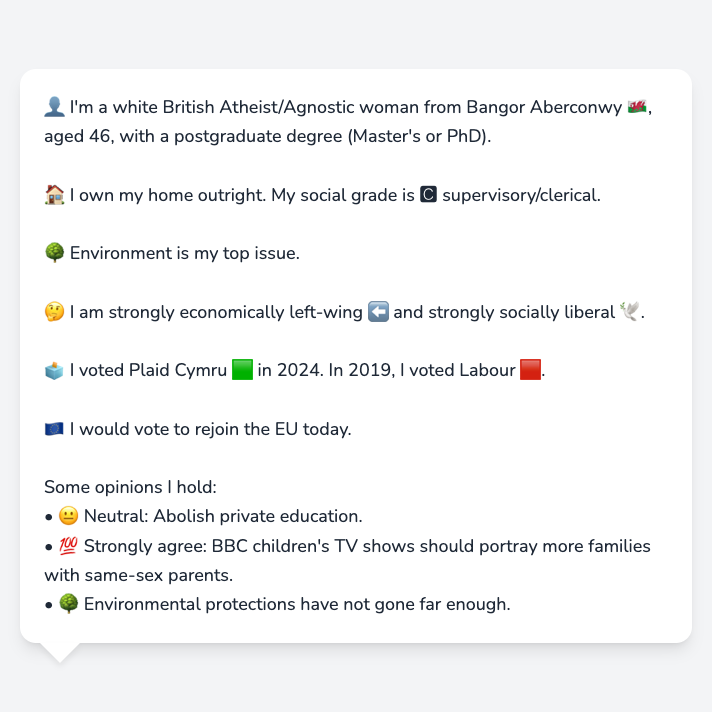 👤 I'm a white British Atheist/Agnostic woman from Bangor Aberconwy 🏴󠁧󠁢󠁷󠁬󠁳󠁿,
aged 46, with a postgraduate degree (Master's or PhD).
🏠 I own my home outright. My social grade is 🅲 supervisory/clerical.
🌳 Environment is my top issue.
🤔 I am strongly economically left-wing ⬅️ and strongly socially liberal 🕊️.
🗳️ I voted Plaid Cymru 🟩 in 2024. In 2019, I voted Labour 🟥.
🇪🇺 I would vote to rejoin the EU today.
Some opinions I hold:
• 😐 Neutral: Abolish private education.
• 💯 Strongly agree: BBC children's TV shows should portray more families
with same-sex parents.
• 🌳 Environmental protections have not gone far enough.